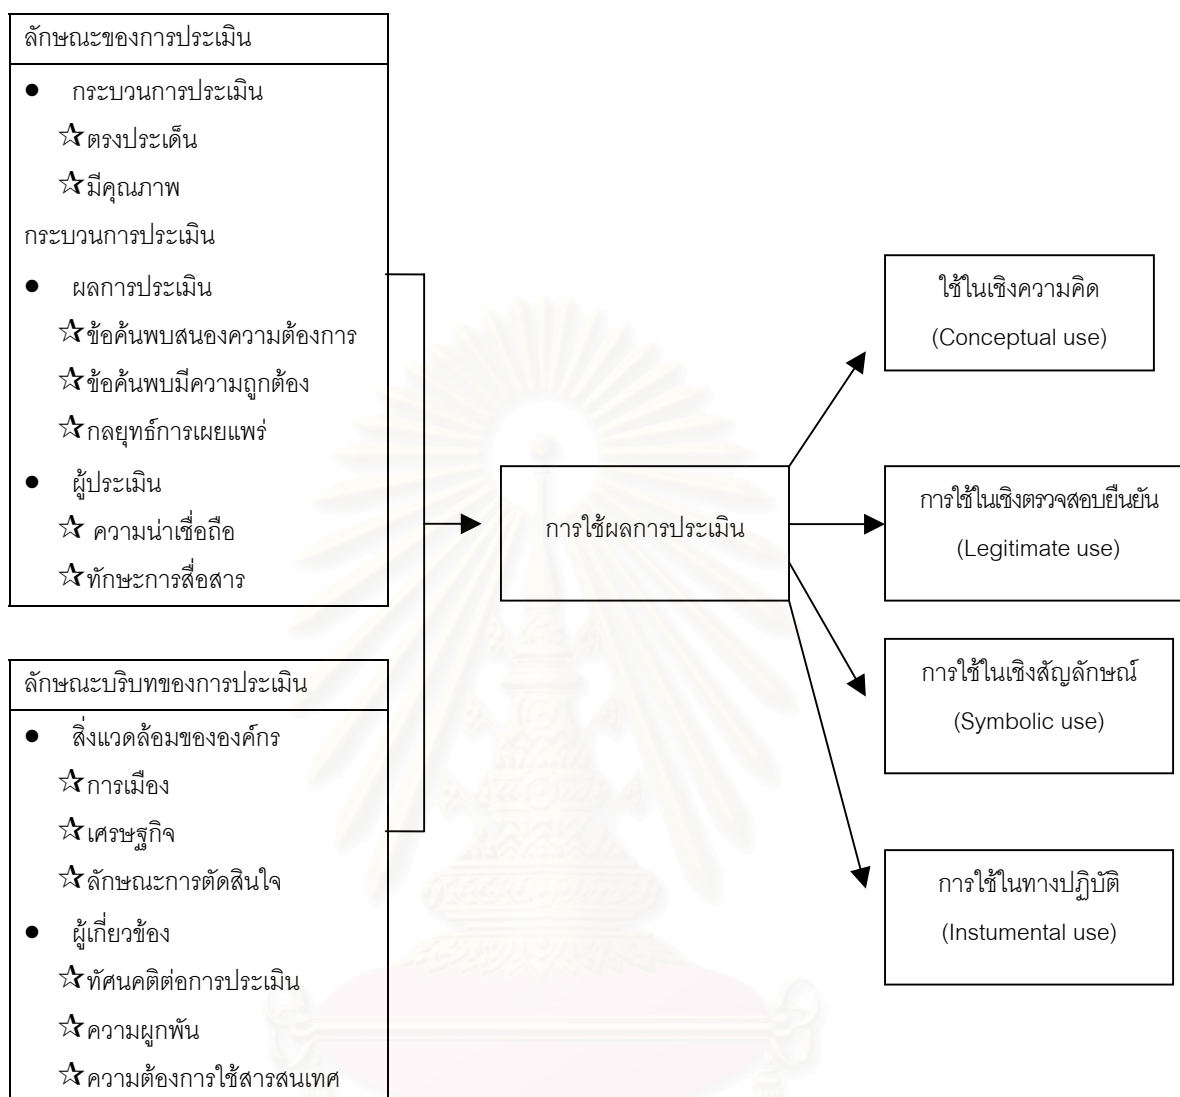 ลักษณะของการประเมิน
● กระบวนการประเมิน
☆ตรงประเด็น
☆มีคุณภาพ
กระบวนการประเมิน
● ผลการประเมิน
☆ข้อค้นพบสนองความต้องการ
☆ข้อค้นพบมีความถูกต้อง
☆กลยุทธ์การเผยแพร่
● ผู้ประเมิน
☆ ความน่าเชื่อถือ
☆ทักษะการสื่อสาร
ลักษณะบริบทของการประเมิน
● สิ่งแวดล้อมขององค์กร
☆การเมือง
☆เศรษฐกิจ
☆ลักษณะการตัดสินใจ
● ผู้เกี่ยวข้อง
☆ทัศนคติต่อการประเมิน
☆ความผูกพัน
☆ความต้องการใช้สารสนเทศ
การใช้ผลการประเมิน
ใช้ในเชิงความคิด
(Conceptual use)
การใช้ในเชิงตรวจสอบยืนยัน
(Legitimate use)
การใช้ในเชิงสัญลักษณ์
(Symbolic use)
การใช้ในทางปฏิบัติ
(Instumental use)